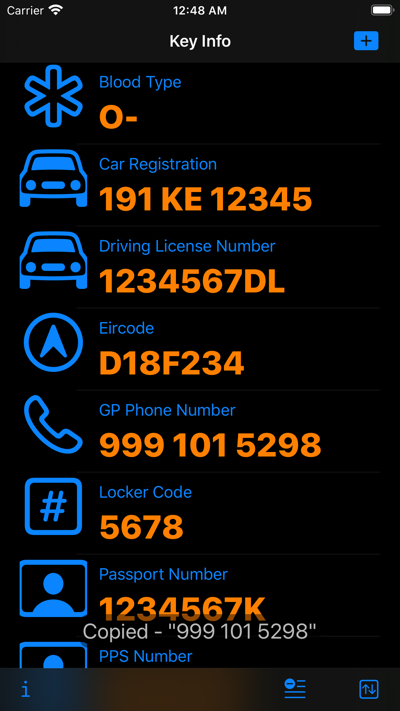 Carrier 12:48 AM
Key Info
Blood Type
O-
Car Registration
191 KE 12345
Driving License Number
1234567DL
Eircode
D18F234
GP Phone Number
999 101 5298
Locker Code
#
5678
Passport Number
1234567K
Copied - "999 101 5298"
PPS Number
i